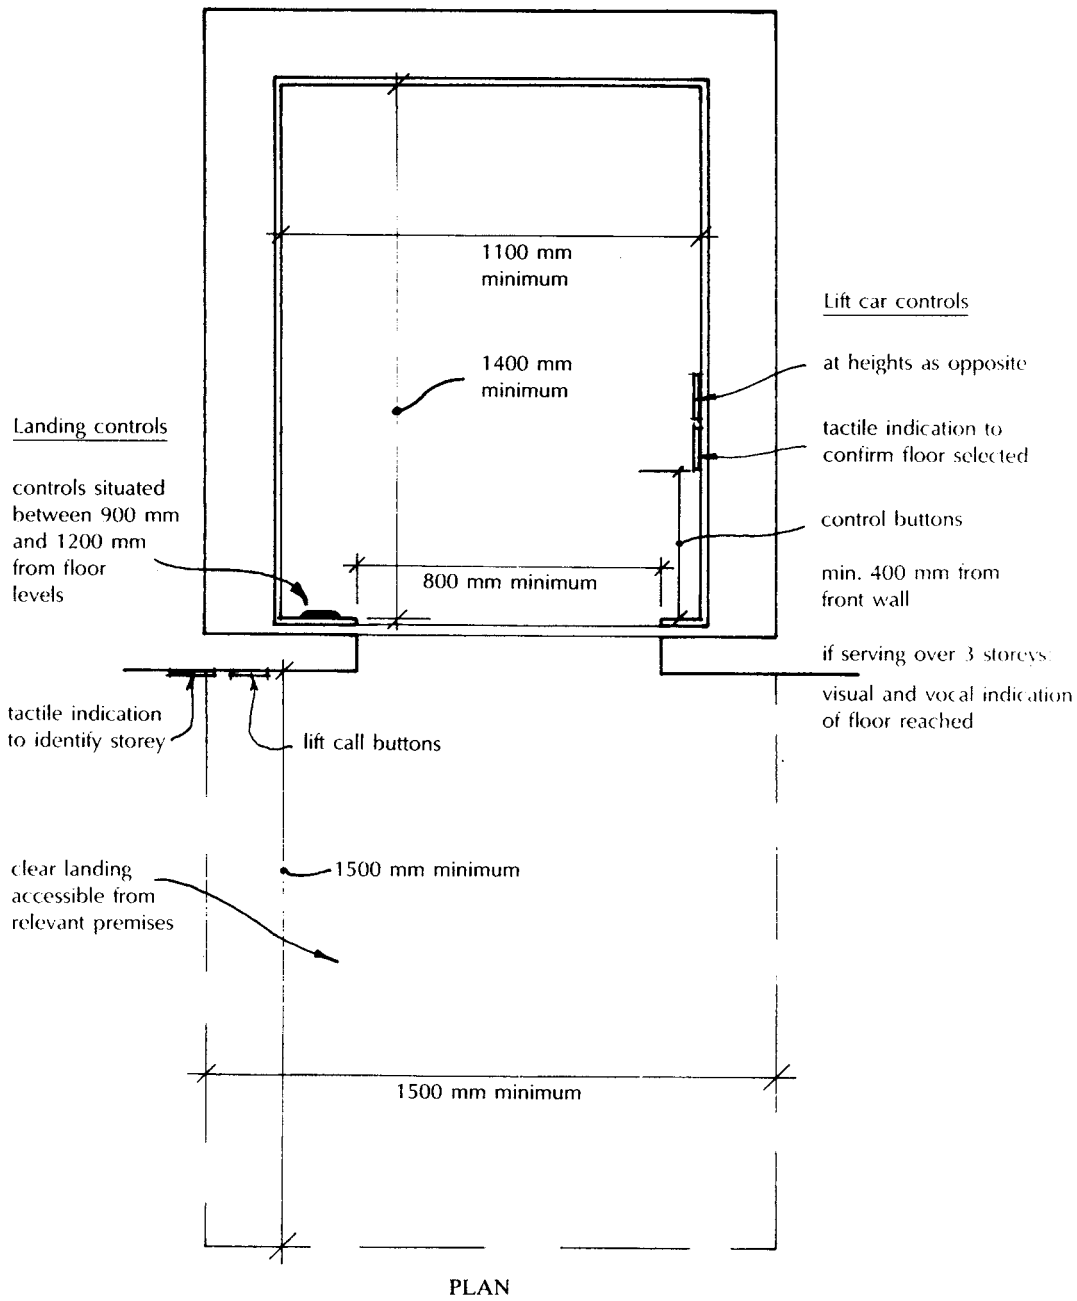 1100 mm
minimum
Lift car controls
at heights as opposite
1400 mm
minimum
Landing controls
tactile indication to
confirm floor selected
controls situated
between 900 mm
and 1200 mm
from floor
levels
control buttons
800 mm minimum
min. 400 mm from
front wall
if serving over 3 storeys:
visual and vocal indication
of floor reached
tactile indication
to identify storey
lift call buttons
clear landing
accessible from
relevant premises
1500 mm minimum
1500 mm minimum
PLAN